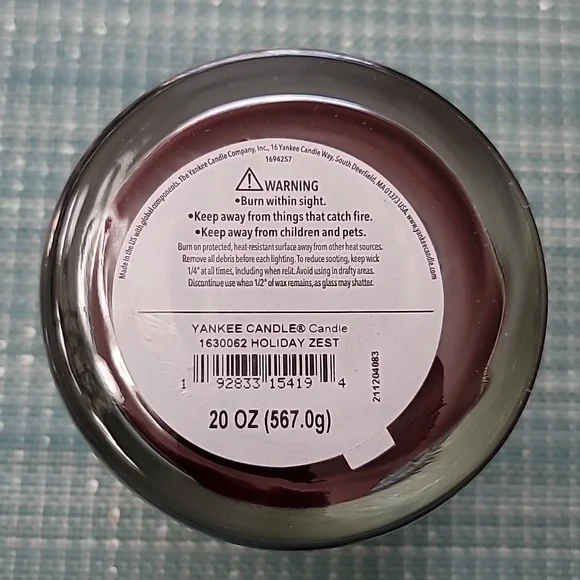 Made in the US with global components. The Yankee Candle Company, Inc., 16 Yankee Candle Way, South Deerfield, MA 01373 USA. www.yankeecandle.com
1694257
WARNING
•Burn within sight.
•Keep away from things that catch fire.
•Keep away from children and pets.
Burn on protected, heat-resistant surface away from other heat sources.
Remove all debris before each lighting. To reduce sooting, keep wick
1/4" at all times, including when relit. Avoid using in drafty areas.
Discontinue use when 1/2" of wax remains, as glass may shatter.
YANKEE CANDLE® Candle
1630062 HOLIDAY ZEST
1 92833 15419 4
211204083
20 OZ (567.0g)